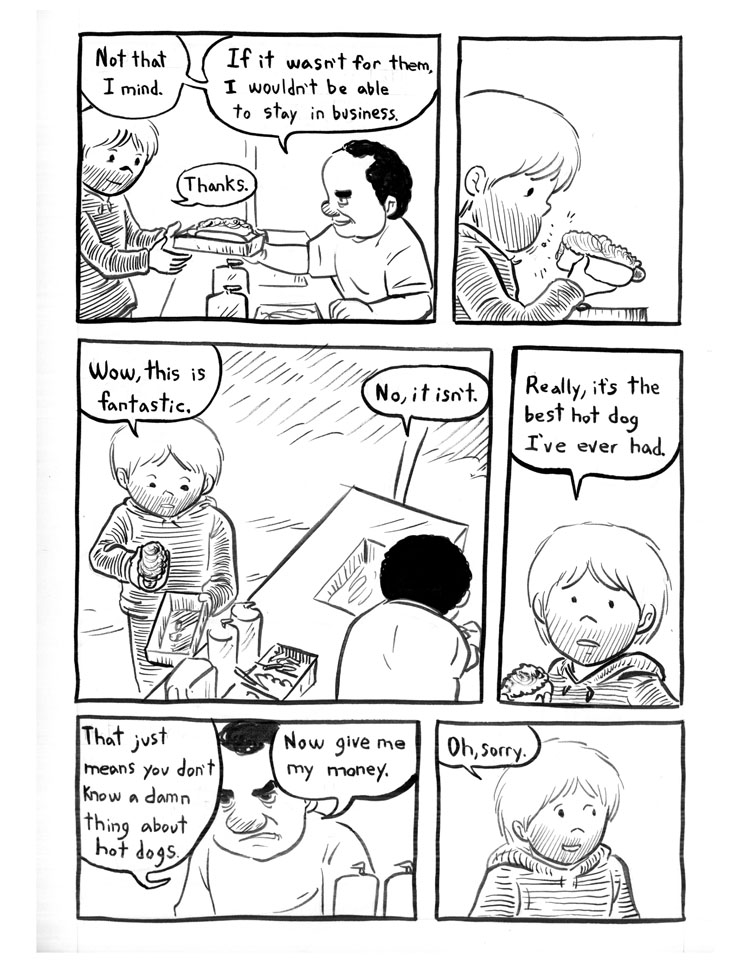 Not that
I mind.
If it wasn't for them,
I wouldn't be able
to stay in business.
Thanks.
Wow, this is
fantastic.
No, it isn't.
Really, it's the
best hot dog
I've ever had.
That just
means you don't
know a damn
thing about
hot dogs.
Now give me
my money.
Oh, sorry.